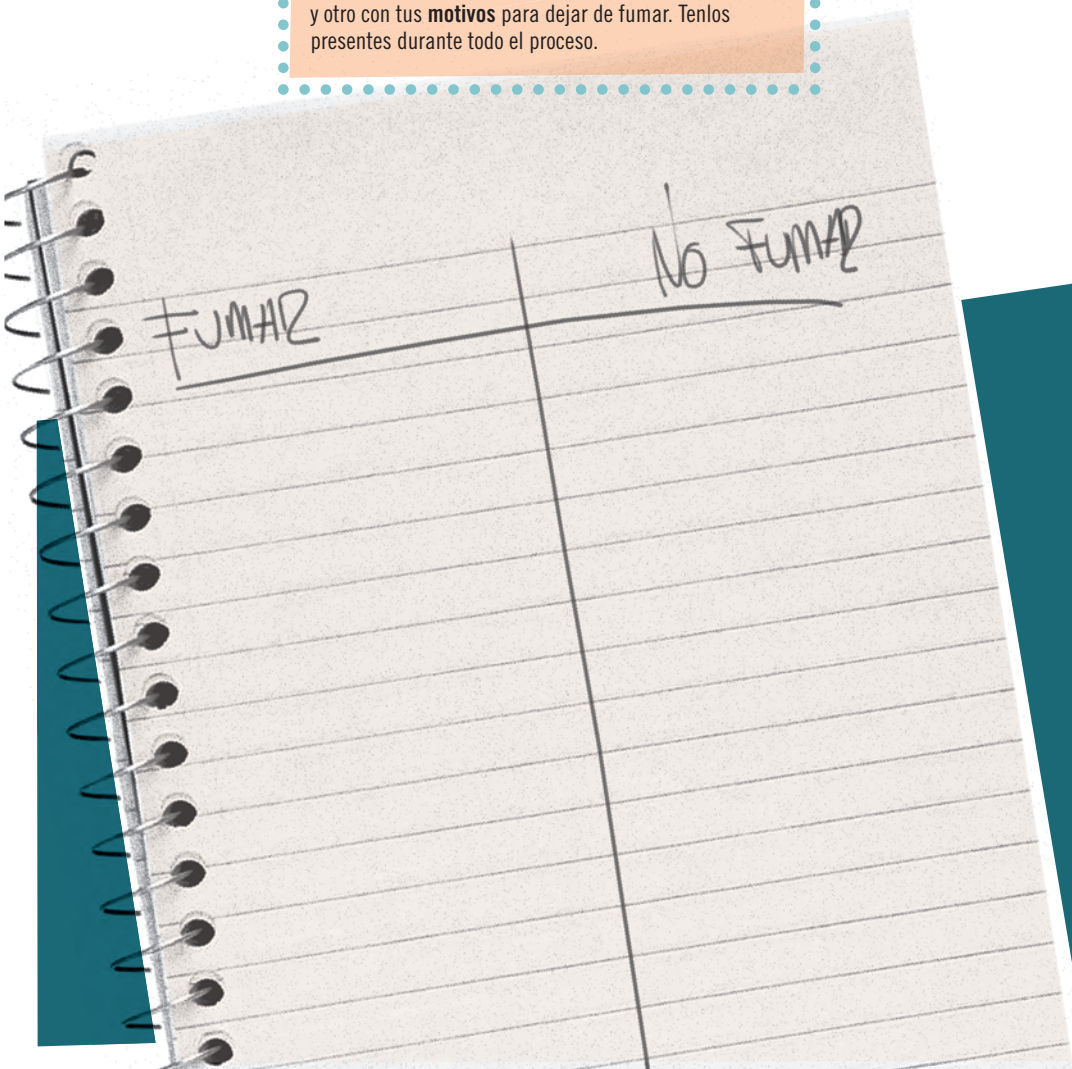 y otro con tus motivos para dejar de fumar. Tenlos
presentes durante todo el proceso.
FUMAR
NO FUMAR